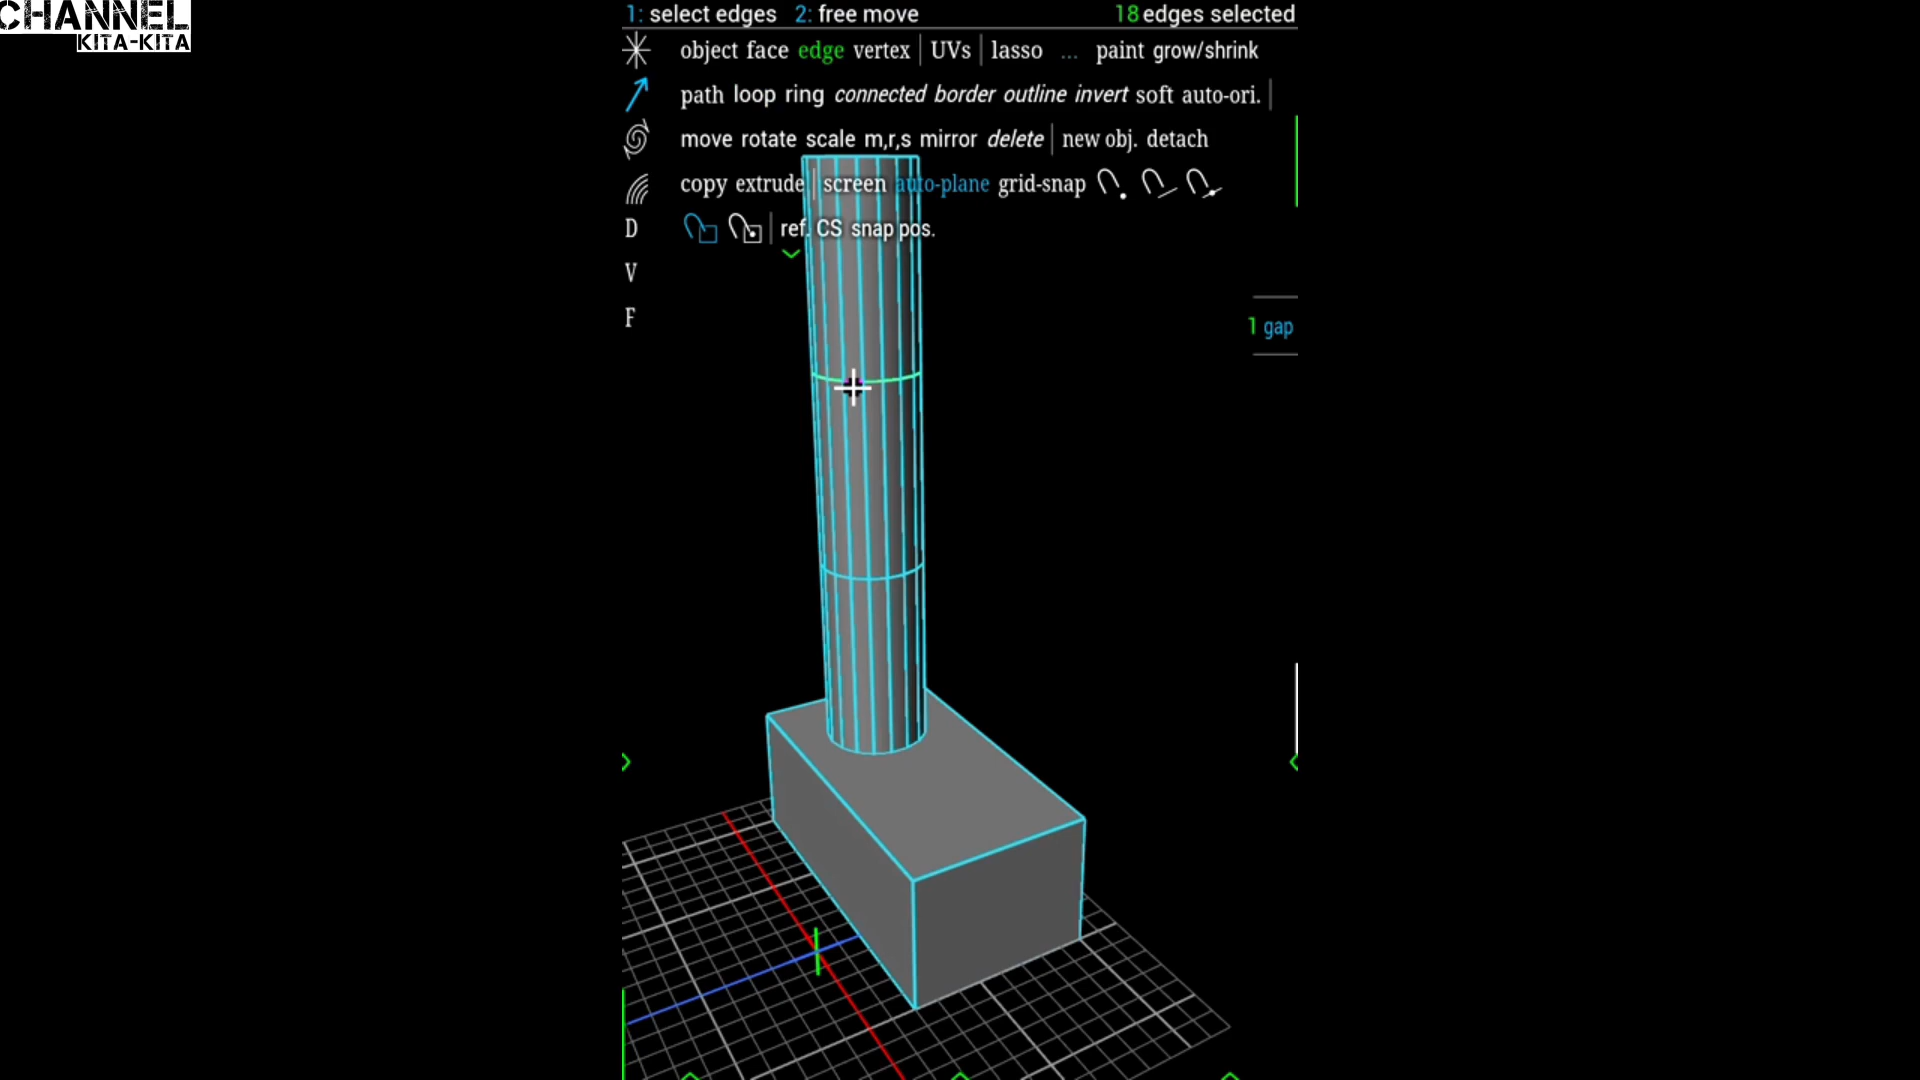 CHANNEL
KITA-KITA
1: select edges 2: free move 18 edges selected
object face edge vertex | UVs | lasso ... paint grow/shrink
path loop ring connected border outline invert soft auto-ori. |
move rotate scale m,r,s mirror delete | new obj. detach
copy extrude | screen auto-plane grid-snap
D | ref. CS snap pos.
V
F
1 gap